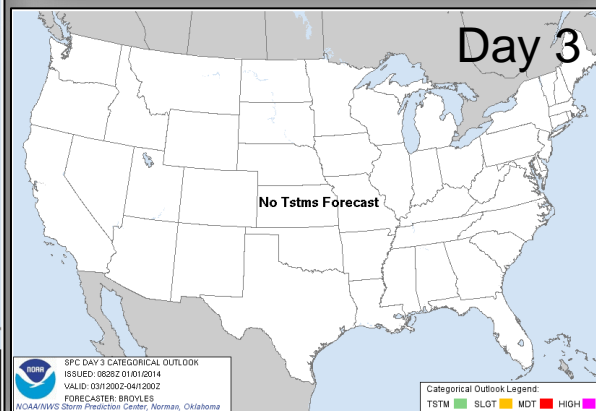 Day 3
No Tstms Forecast
SPC DAY 3 CATEGORICAL OUTLOOK
ISSUED: 0828Z 01/01/2014
VALID: 03/1200Z-04/1200Z
FORECASTER: BROYLES
NOAA/NWS Storm Prediction Center, Norman, Oklahoma
NOAA
Categorical Outlook Legend:
TSTM SLGT MDT HIGH